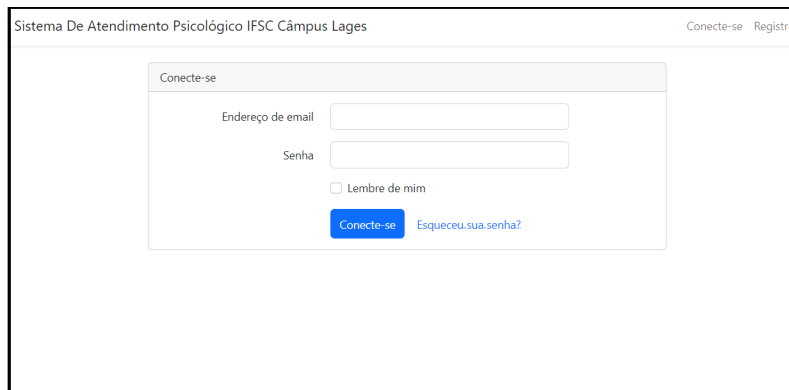 Sistema De Atendimento Psicológico IFSC Câmpus Lages
Conecte-se Registr
Conecte-se
Endereço de email
Senha
Lembre de mim
Conecte-se Esqueceu.sua.senha?